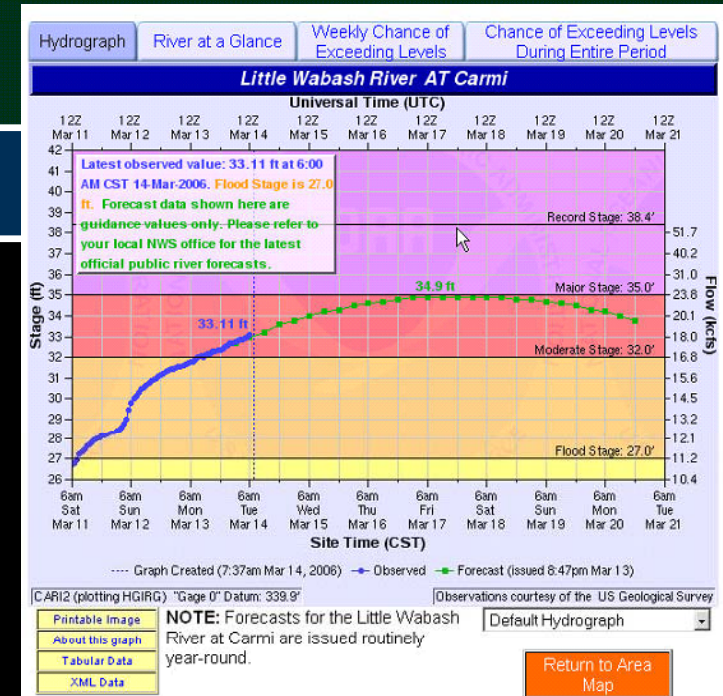 Hydrograph
River at a Glance
Weekly Chance of
Exceeding Levels
Chance of Exceeding Levels
During Entire Period
Little Wabash River AT Carmi
Universal Time (UTC)
12Z 12Z 12Z 12Z 12Z 12Z 12Z 12Z 12Z 12Z 12Z
Mar 11 Mar 12 Mar 13 Mar 14 Mar 15 Mar 16 Mar 17 Mar 18 Mar 19 Mar 20 Mar 21
Latest observed value: 33.11 ft at 6:00
AM CST 14-Mar-2006. Flood Stage is 27.0
ft. Forecast data shown here are
guidance values only. Please refer to
your local NWS office for the latest
official public river forecasts.
Stage (ft)
42
41
40
39
38
37
36
35
34
33
32
31
30
29
28
27
26
Record Stage: 38.4'
Major Stage: 35.0'
34.9 ft
33.11 ft
Moderate Stage: 32.0'
Flood Stage: 27.0'
51.7
40.2
31.0
23.8
20.1
18.0
16.8
15.6
14.5
13.2
12.1
11.2
10.4
Flow (kcfs)
6am 6am 6am 6am 6am 6am 6am 6am 6am 6am 6am
Sat Sun Mon Tue Wed Thu Fri Sat Sun Mon Tue
Mar 11 Mar 12 Mar 13 Mar 14 Mar 15 Mar 16 Mar 17 Mar 18 Mar 19 Mar 20 Mar 21
Site Time (CST)
---- Graph Created (7:37am Mar 14, 2006) Observed Forecast (issued 8:47pm Mar 13)
CARI2 (plotting HGIRG) "Gage 0" Datum: 339.9'
Observations courtesy of the US Geological Survey
Printable Image
About this graph
Tabular Data
XML Data
NOTE: Forecasts for the Little Wabash
River at Carmi are issued routinely
year-round.
Default Hydrograph
Return to Area
Map